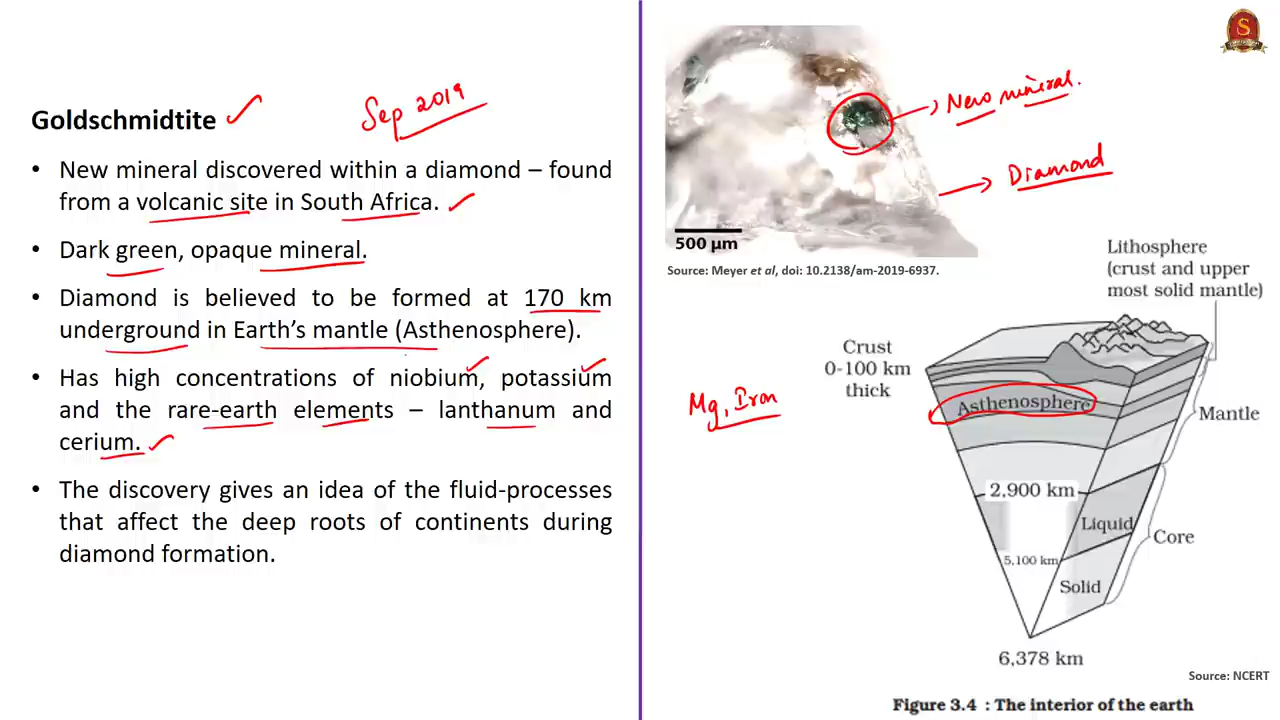 Goldschmidtite
Sep 2019
• New mineral discovered within a diamond – found
from a volcanic site in South Africa.
• Dark green, opaque mineral.
• Diamond is believed to be formed at 170 km
underground in Earth's mantle (Asthenosphere).
• Has high concentrations of niobium, potassium
and the rare-earth elements – lanthanum and
cerium.
• The discovery gives an idea of the fluid-processes
that affect the deep roots of continents during
diamond formation.
S
New mineral.
Diamond
500 µm
Source: Meyer et al, doi: 10.2138/am-2019-6937.
Lithosphere
(crust and upper
most solid mantle)
Crust
0-100 km
thick
Mg, Iron
Asthenosphere
Mantle
2,900 km
Liquid
Core
5,100 km
Solid
6,378 km
Source: NCERT
Figure 3.4 : The interior of the earth